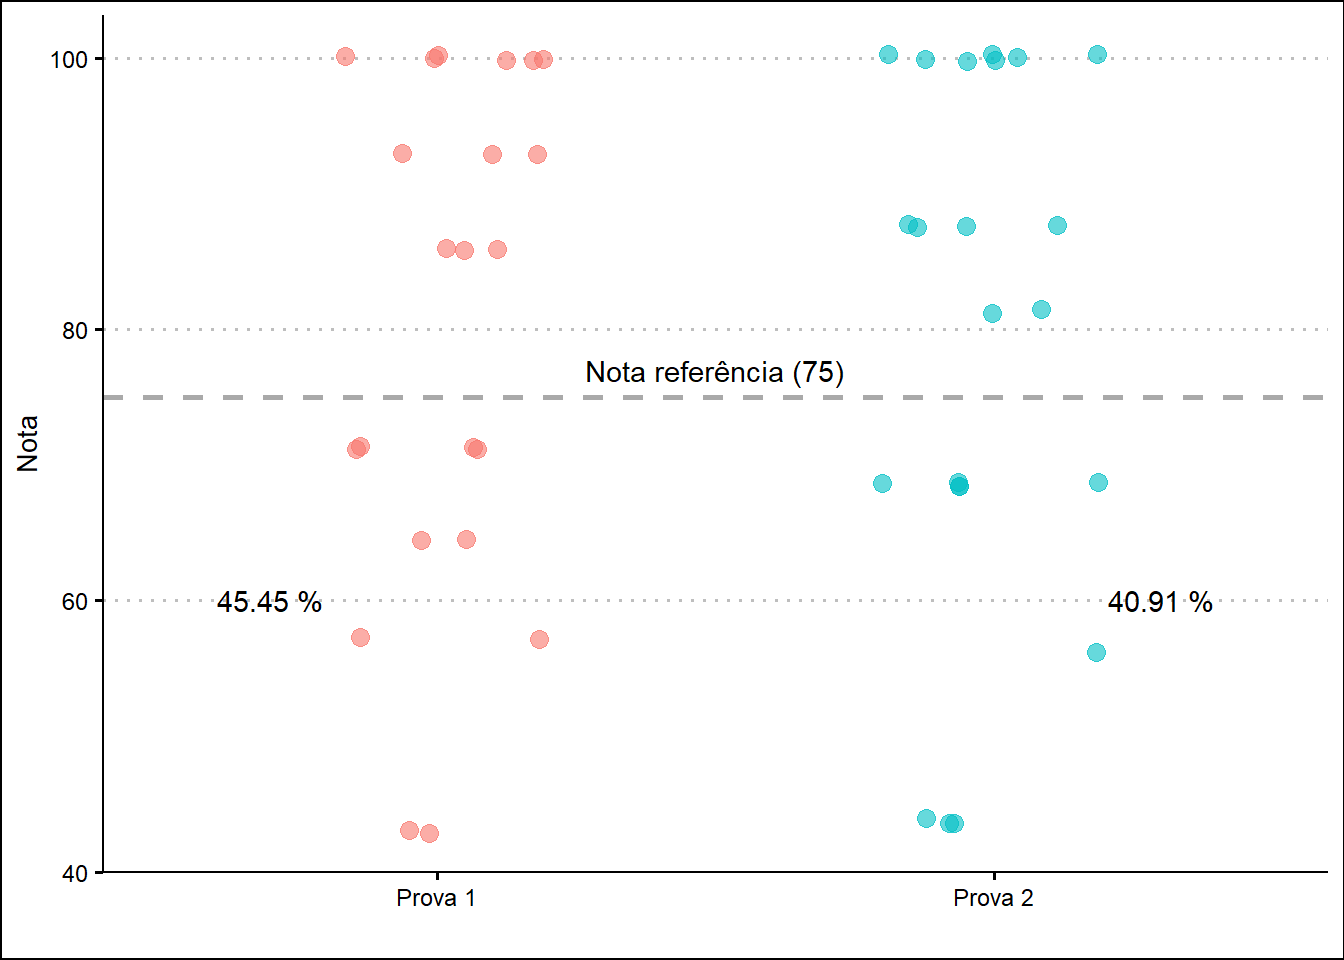 100
80
Nota referência (75)
Nota
45.45 %
60
40.91 %
40
Prova 1
Prova 2